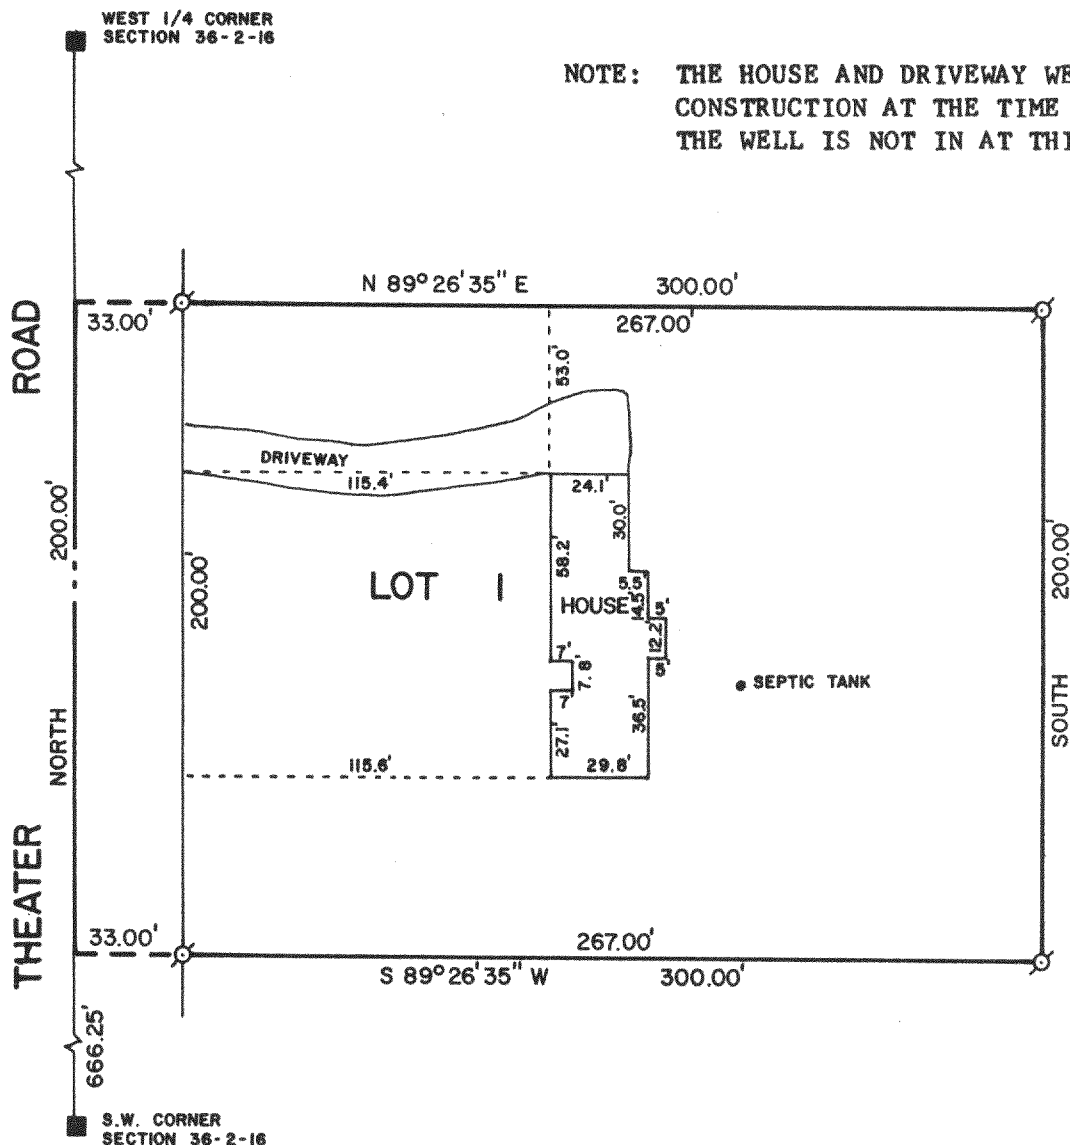 WEST 1/4 CORNER
SECTION 36-2-16
NOTE: THE HOUSE AND DRIVEWAY WE
CONSTRUCTION AT THE TIME
THE WELL IS NOT IN AT THI
N 89° 26' 35" E 300.00'
33.00' 267.00'
THEATER ROAD
53.0'
DRIVEWAY
115.4' 24.1'
30.0'
200.00'
NORTH
200.00'
58.2'
LOT 1
HOUSE
5.5'
14.5'
5'
12.2'
5'
7'
7.8'
7'
SEPTIC TANK
36.5'
27.1'
200.00'
SOUTH
115.6' 29.8'
33.00' 267.00'
S 89° 26' 35" W 300.00'
666.25'
S.W. CORNER
SECTION 36-2-16